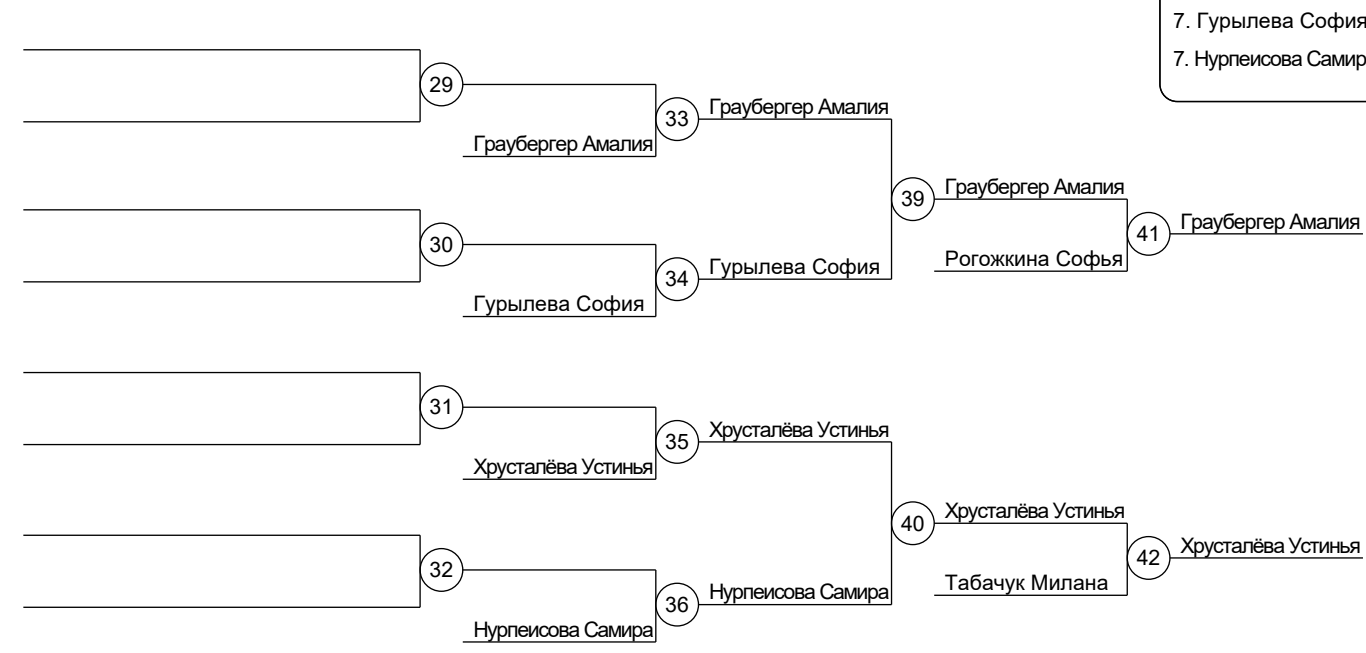 7. Гурылева София
7. Нурпеисова Самир
29
33
Граубергер Амалия
Граубергер Амалия
39
Граубергер Амалия
41
Граубергер Амалия
Рогожкина Софья
30
34
Гурылева София
Гурылева София
31
35
Хрусталёва Устинья
Хрусталёва Устинья
40
Хрусталёва Устинья
42
Хрусталёва Устинья
Табачук Милана
32
36
Нурпеисова Самира
Нурпеисова Самира